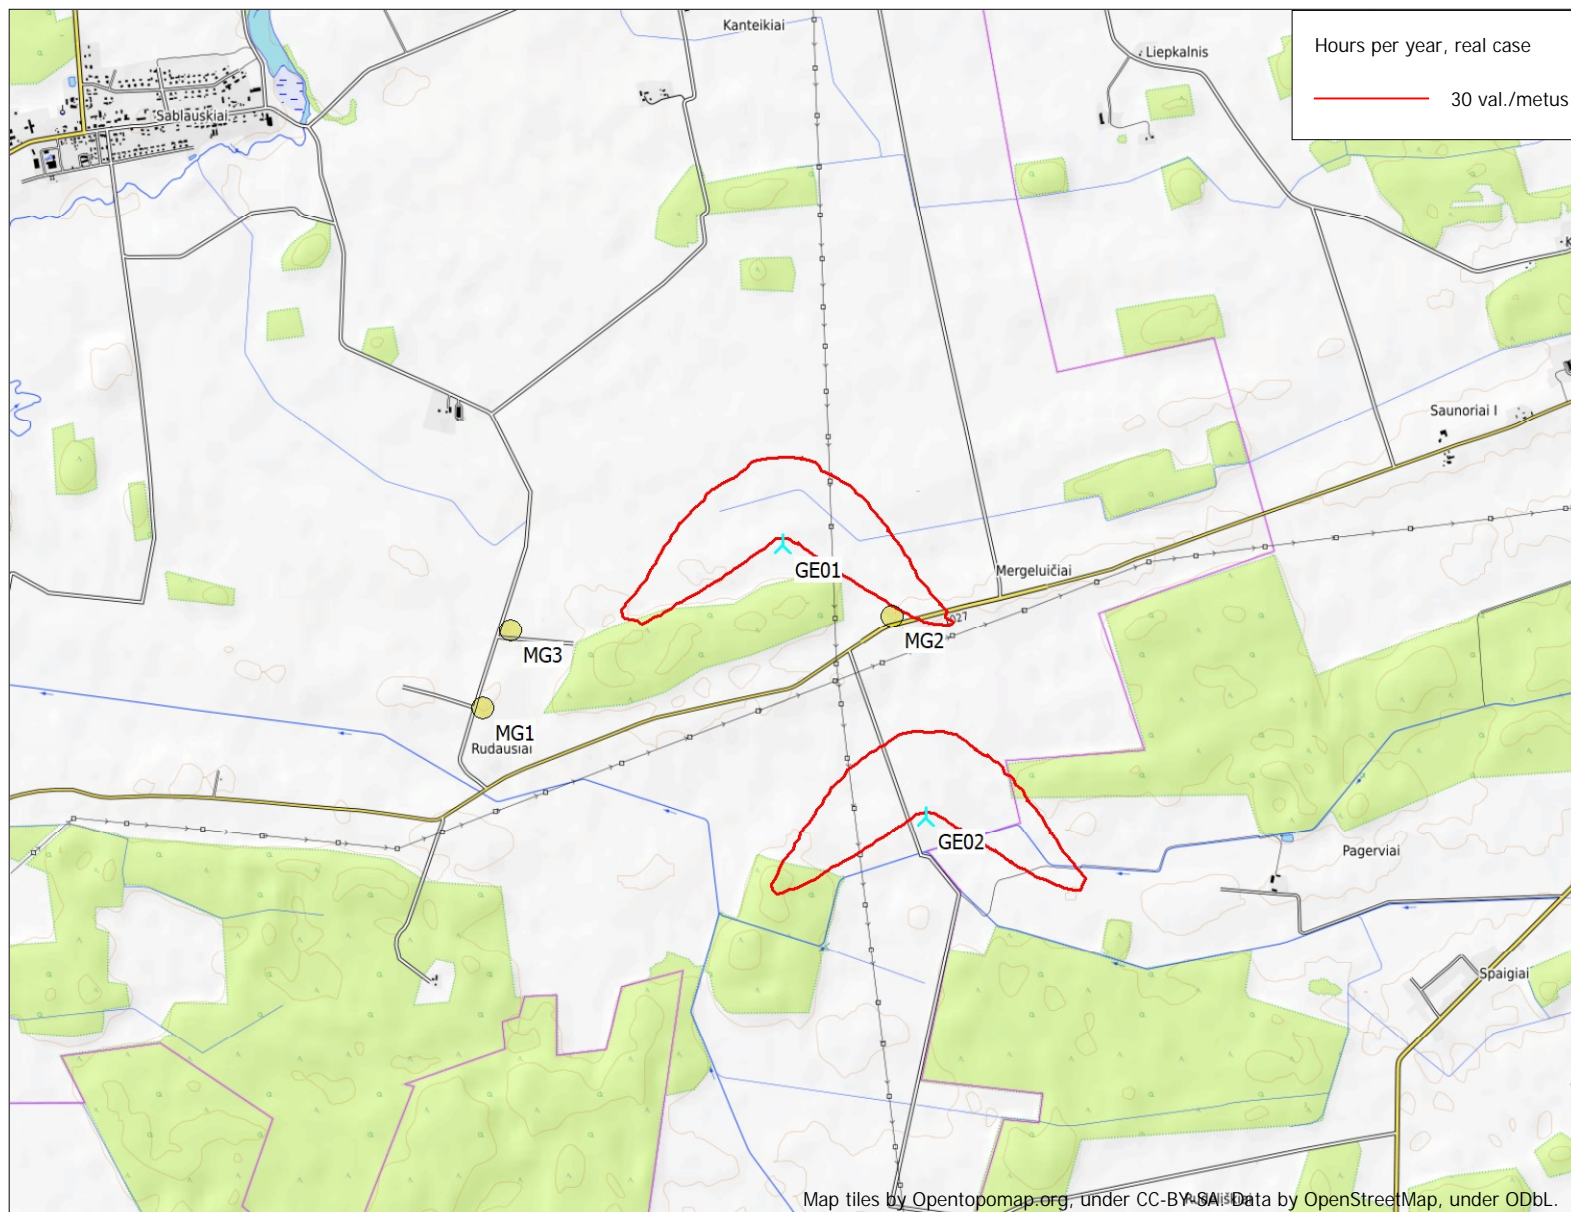 Kanteikiai
Hours per year, real case
Liepkalnis
30 val./metus
Sablauskiai
K
Saunoriai I
GE01
Mergeluičiai
027
MG2
MG3
MG1
Rudausiai
GE02
Pagerviai
Spaigiai
Map tiles by Opentopomap.org, under CC-BY-SA. Data by OpenStreetMap, under ODbL.